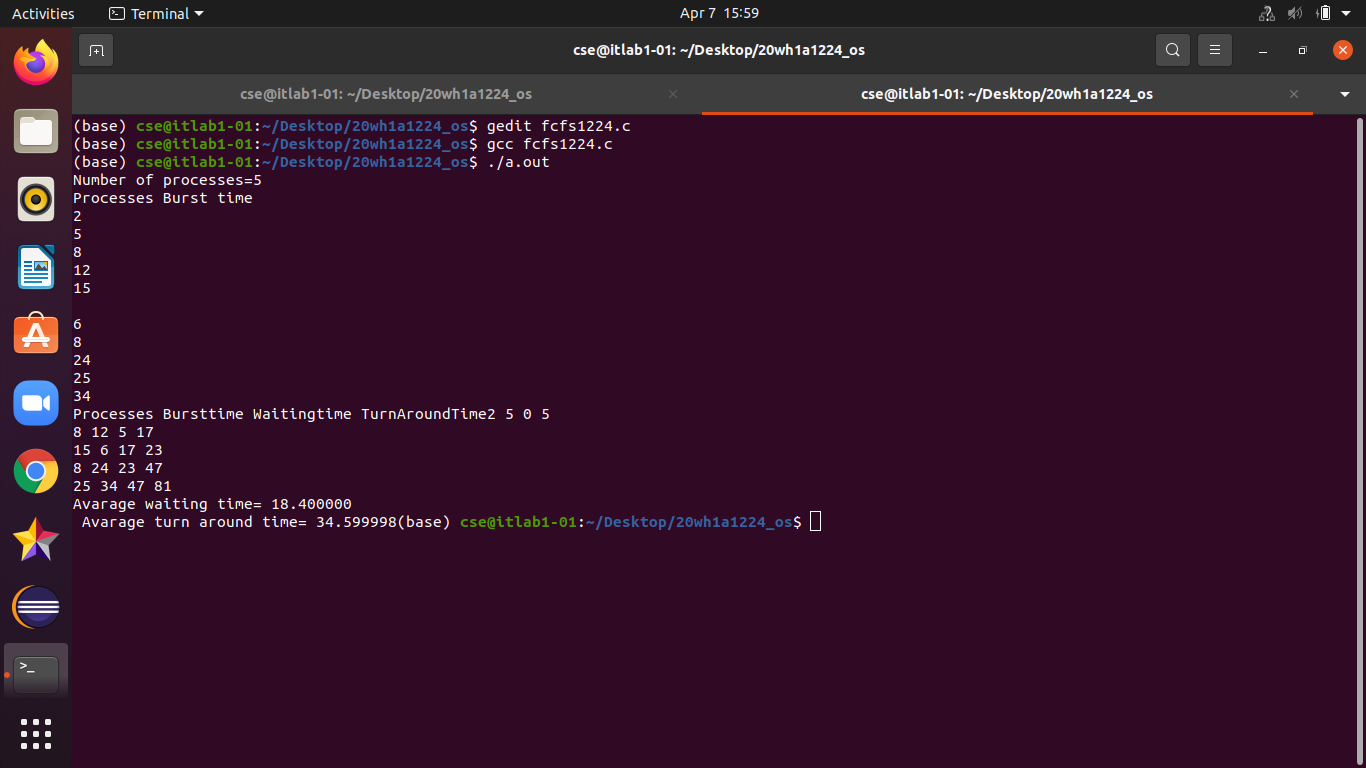 Activities Terminal Apr 7 15:59
cse@itlab1-01: ~/Desktop/20wh1a1224_os
cse@itlab1-01: ~/Desktop/20wh1a1224_os cse@itlab1-01: ~/Desktop/20wh1a1224_os
(base) cse@itlab1-01:~/Desktop/20wh1a1224_os$ gedit fcfs1224.c
(base) cse@itlab1-01:~/Desktop/20wh1a1224_os$ gcc fcfs1224.c
(base) cse@itlab1-01:~/Desktop/20wh1a1224_os$ ./a.out
Number of processes=5
Processes Burst time
2
5
8
12
15
6
8
24
25
34
Processes Bursttime Waitingtime TurnAroundTime2 5 0 5
8 12 5 17
15 6 17 23
8 24 23 47
25 34 47 81
Avarage waiting time= 18.400000
Avarage turn around time= 34.599998(base) cse@itlab1-01:~/Desktop/20wh1a1224_os$